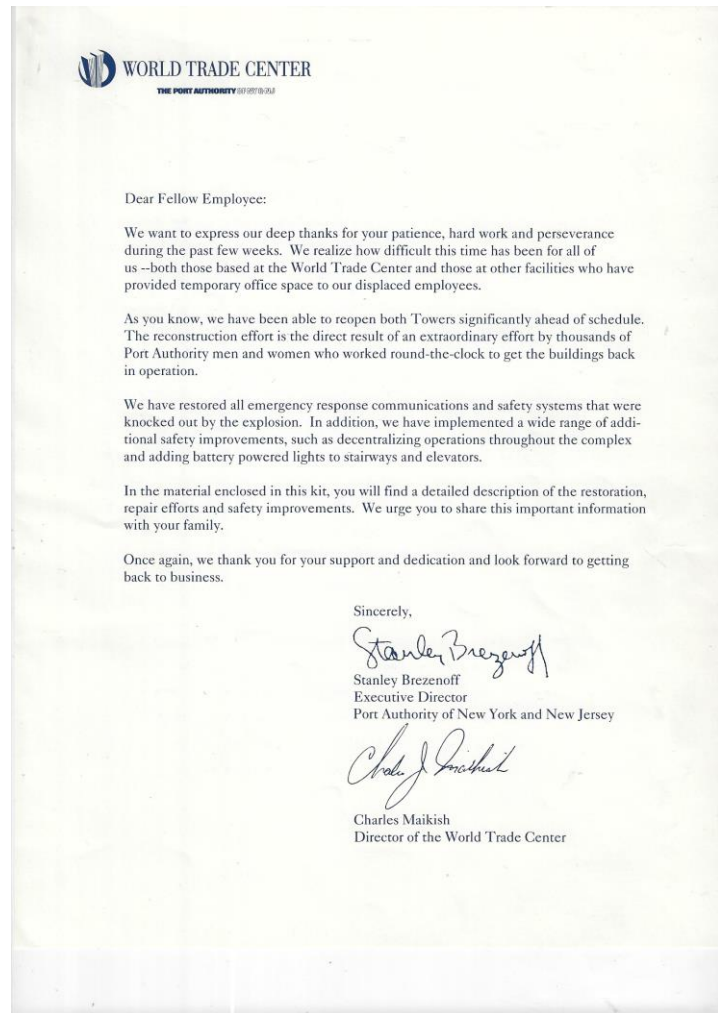 WORLD TRADE CENTER
THE PORT AUTHORITY
Dear Fellow Employee:
We want to express our deep thanks for your patience, hard work and perseverance
during the past few weeks.  We realize how difficult this time has been for all of
us --both those based at the World Trade Center and those at other facilities who have
provided temporary office space to our displaced employees.
As you know, we have been able to reopen both Towers significantly ahead of schedule.
The reconstruction effort is the direct result of an extraordinary effort by thousands of
Port Authority men and women who worked round-the-clock to get the buildings back
in operation.
We have restored all emergency response communications and safety systems that were
knocked out by the explosion.  In addition, we have implemented a wide range of addi-
tional safety improvements, such as decentralizing operations throughout the complex
and adding battery powered lights to stairways and elevators.
In the material enclosed in this kit, you will find a detailed description of the restoration,
repair efforts and safety improvements.  We urge you to share this important information
with your family.
Once again, we thank you for your support and dedication and look forward to getting
back to business.
Sincerely,
Stanley Brezenoff
Stanley Brezenoff
Executive Director
Port Authority of New York and New Jersey
Charles J Maikish
Charles Maikish
Director of the World Trade Center